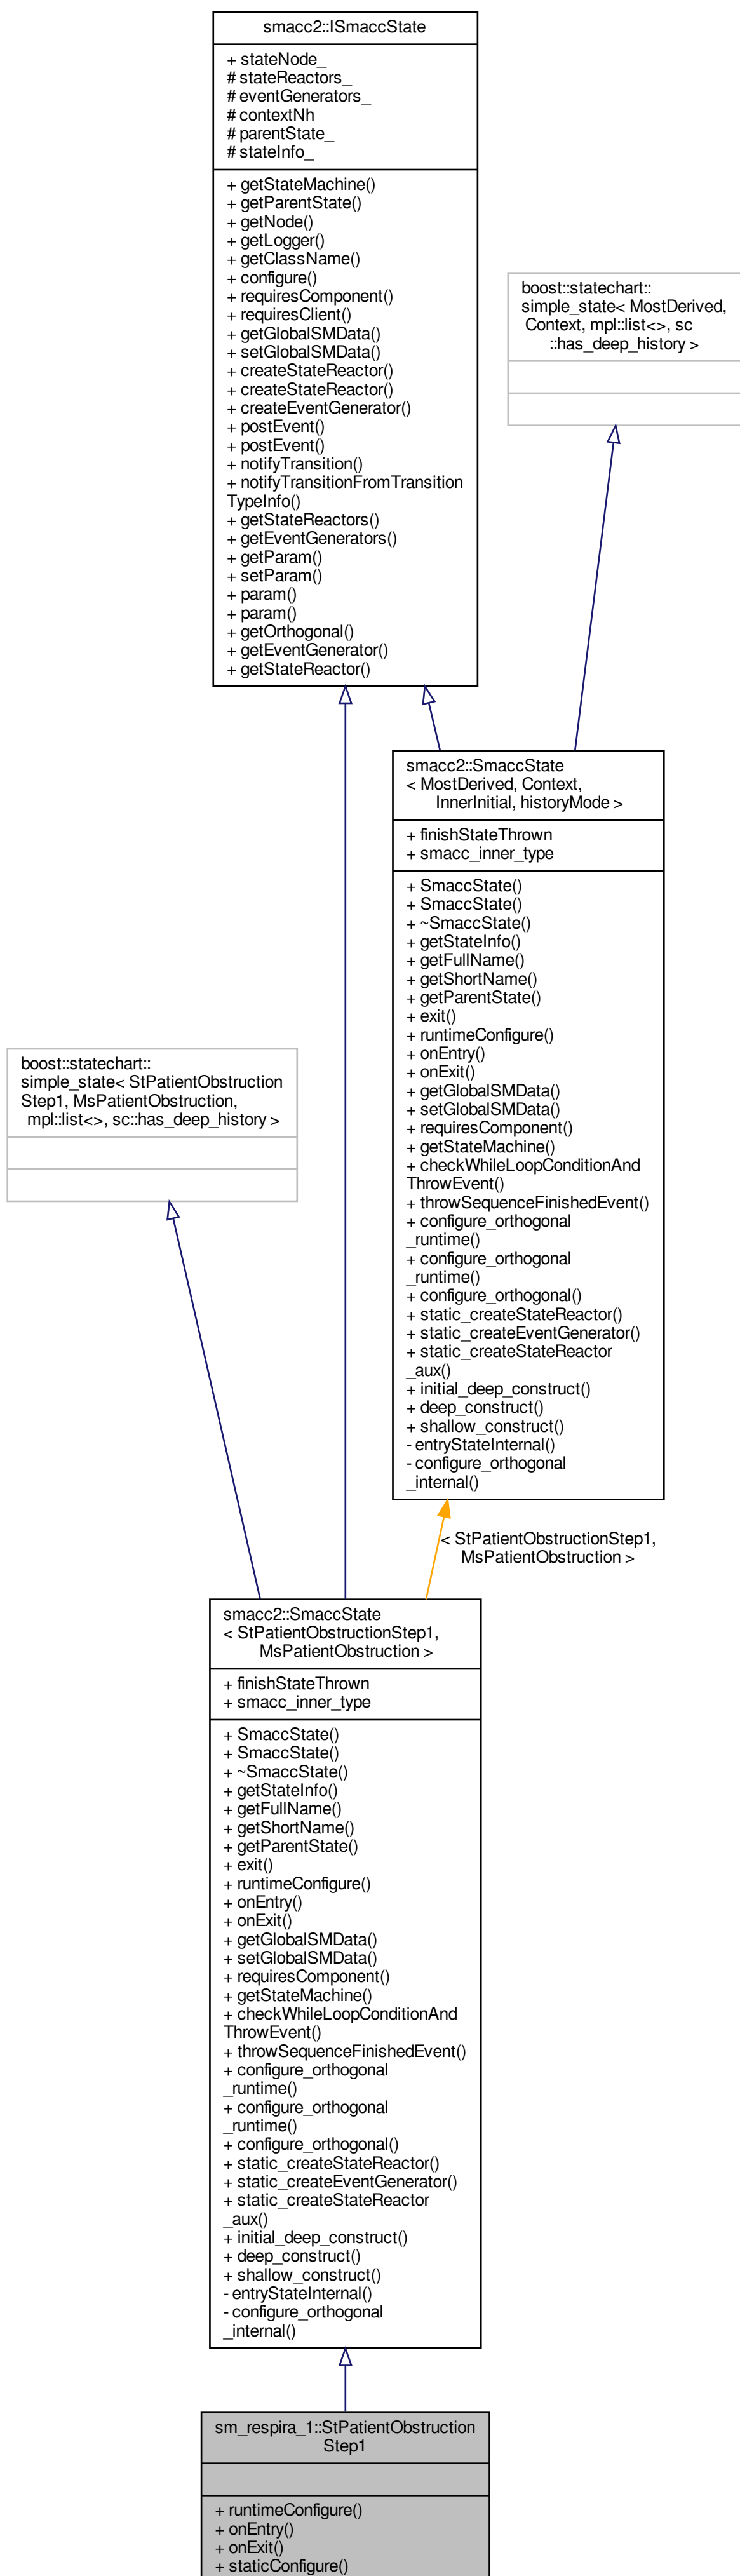 smacc2::ISmaccState
+ stateNode_
# stateReactors_
# eventGenerators_
# contextNh
# parentState_
# stateInfo_
+ getStateMachine()
+ getParentState()
+ getNode()
+ getLogger()
+ getClassName()
+ configure()
+ requiresComponent()
+ requiresClient()
+ getGlobalSMData()
+ setGlobalSMData()
+ createStateReactor()
+ createStateReactor()
+ createEventGenerator()
+ postEvent()
+ postEvent()
+ notifyTransition()
+ notifyTransitionFromTransition
TypeInfo()
+ getStateReactors()
+ getEventGenerators()
+ getParam()
+ setParam()
+ param()
+ param()
+ getOrthogonal()
+ getEventGenerator()
+ getStateReactor()
boost::statechart::
simple_state< MostDerived,
Context, mpl::list<>, sc
::has_deep_history >
smacc2::SmaccState
< MostDerived, Context,
InnerInitial, historyMode >
+ finishStateThrown
+ smacc_inner_type
+ SmaccState()
+ SmaccState()
+ ~SmaccState()
+ getStateInfo()
+ getFullName()
+ getShortName()
+ getParentState()
+ exit()
+ runtimeConfigure()
+ onEntry()
+ onExit()
+ getGlobalSMData()
+ setGlobalSMData()
+ requiresComponent()
+ getStateMachine()
+ checkWhileLoopConditionAnd
ThrowEvent()
+ throwSequenceFinishedEvent()
+ configure_orthogonal
_runtime()
+ configure_orthogonal
_runtime()
+ configure_orthogonal()
+ static_createStateReactor()
+ static_createEventGenerator()
+ static_createStateReactor
_aux()
+ initial_deep_construct()
+ deep_construct()
+ shallow_construct()
- entryStateInternal()
- configure_orthogonal
_internal()
boost::statechart::
simple_state< StPatientObstruction
Step1, MsPatientObstruction,
mpl::list<>, sc::has_deep_history >
< StPatientObstructionStep1,
MsPatientObstruction >
smacc2::SmaccState
< StPatientObstructionStep1,
MsPatientObstruction >
+ finishStateThrown
+ smacc_inner_type
+ SmaccState()
+ SmaccState()
+ ~SmaccState()
+ getStateInfo()
+ getFullName()
+ getShortName()
+ getParentState()
+ exit()
+ runtimeConfigure()
+ onEntry()
+ onExit()
+ getGlobalSMData()
+ setGlobalSMData()
+ requiresComponent()
+ getStateMachine()
+ checkWhileLoopConditionAnd
ThrowEvent()
+ throwSequenceFinishedEvent()
+ configure_orthogonal
_runtime()
+ configure_orthogonal
_runtime()
+ configure_orthogonal()
+ static_createStateReactor()
+ static_createEventGenerator()
+ static_createStateReactor
_aux()
+ initial_deep_construct()
+ deep_construct()
+ shallow_construct()
- entryStateInternal()
- configure_orthogonal
_internal()
sm_respira_1::StPatientObstruction
Step1
+ runtimeConfigure()
+ onEntry()
+ onExit()
+ staticConfigure()